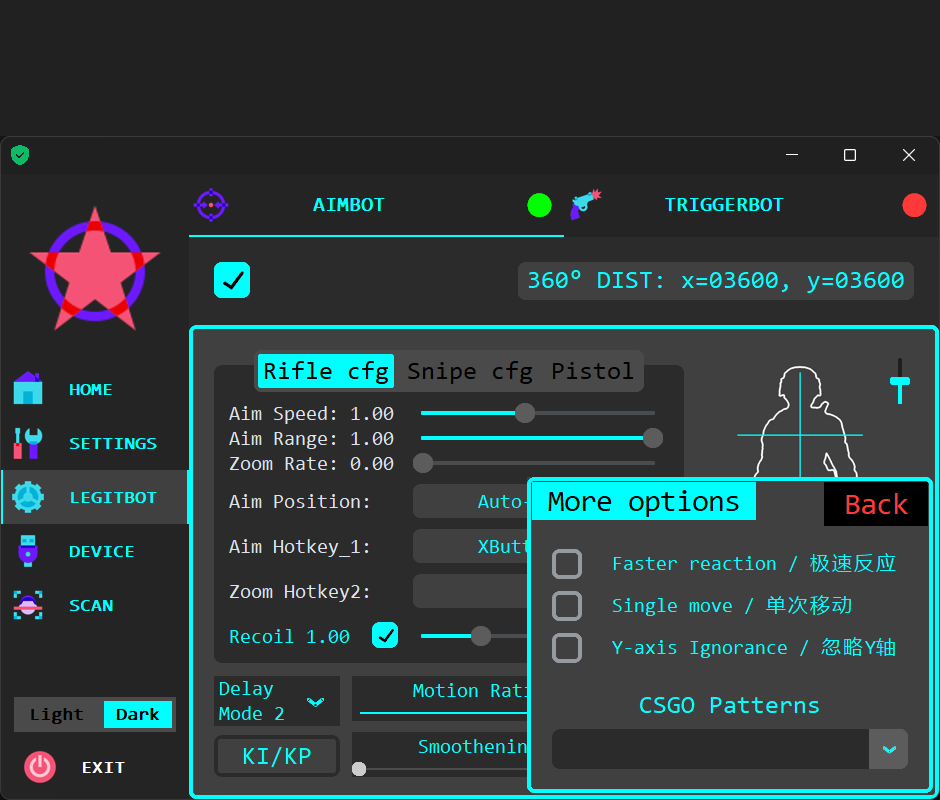 AIMBOT
TRIGGERBOT
360° DIST: x=03600, y=03600
HOME
SETTINGS
LEGITBOT
DEVICE
SCAN
Light Dark
EXIT
Rifle cfg Snipe cfg Pistol
Aim Speed: 1.00
Aim Range: 1.00
Zoom Rate: 0.00
Aim Position: Auto-
Aim Hotkey_1: XButt
Zoom Hotkey2:
Recoil 1.00
Delay
Mode 2
Motion Rati
KI/KP
Smoothenin
More options
Back
Faster reaction / 极速反应
Single move / 单次移动
Y-axis Ignorance / 忽略Y轴
CSGO Patterns